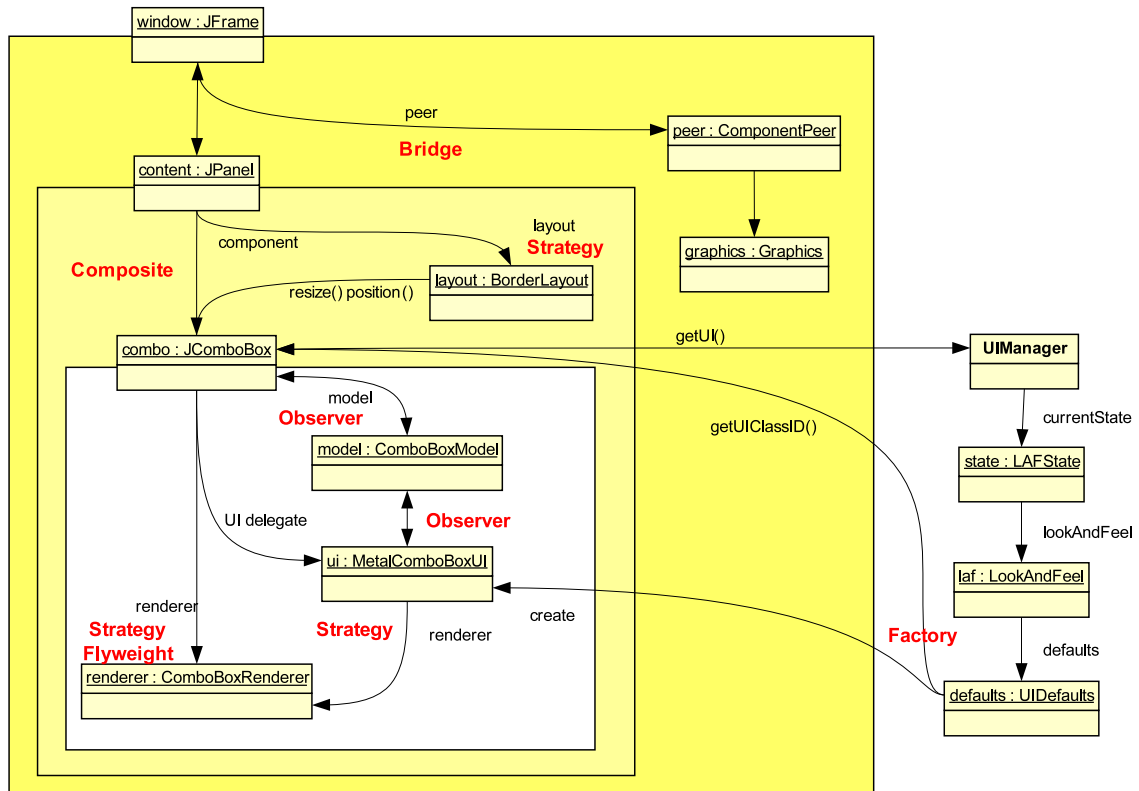 window : JFrame
peer
peer : ComponentPeer
Bridge
content : JPanel
layout
component
Strategy
graphics : Graphics
Composite
layout : BorderLayout
resize() position()
getUI()
combo : JComboBox
UIManager
model
Observer
currentState
getUIClassID()
model : ComboBoxModel
state : LAFState
UI delegate
Observer
lookAndFeel
ui : MetalComboBoxUI
laf : LookAndFeel
renderer
create
Strategy
Strategy
renderer
Factory
Flyweight
defaults
renderer : ComboBoxRenderer
defaults : UIDefaults